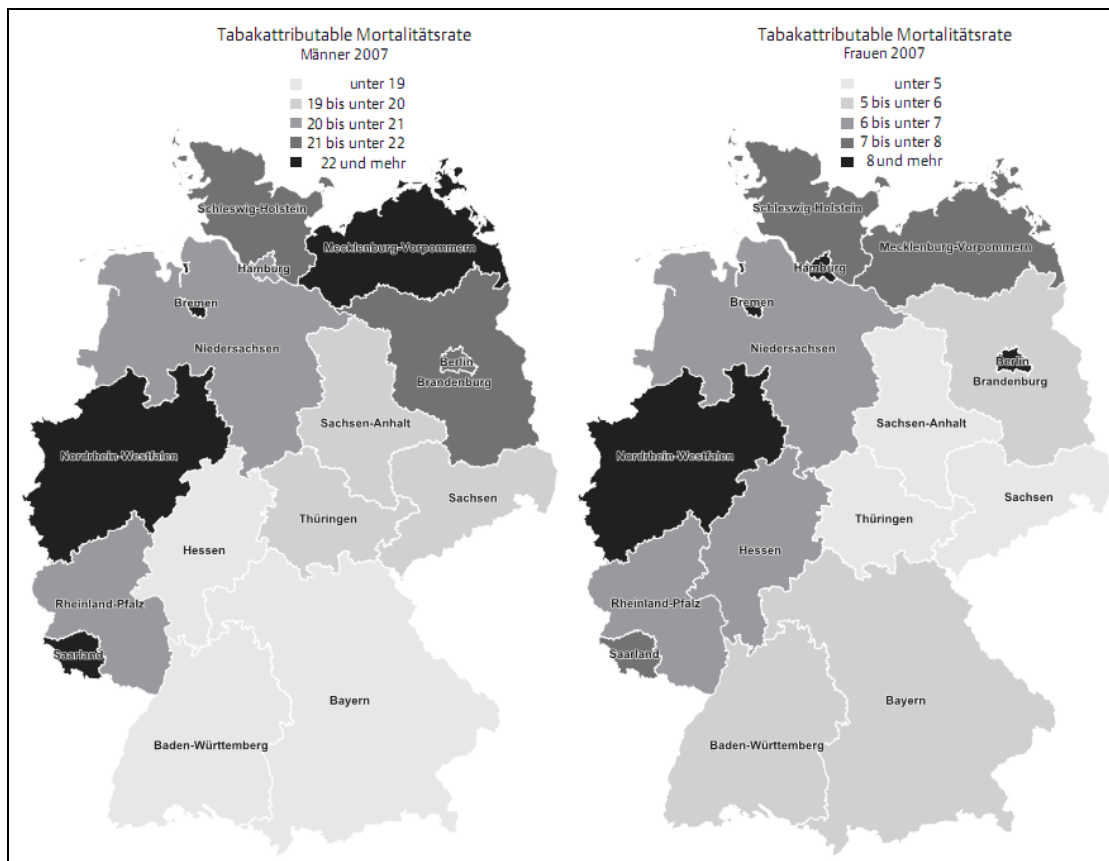 Tabakattributable Mortalitätsrate
Männer 2007
unter 19
19 bis unter 20
20 bis unter 21
21 bis unter 22
22 und mehr
Schleswig-Holstein
Mecklenburg-Vorpommern
Hamburg
Bremen
Niedersachsen
Berlin
Brandenburg
Sachsen-Anhalt
Nordrhein-Westfalen
Sachsen
Thüringen
Hessen
Rheinland-Pfalz
Saarland
Bayern
Baden-Württemberg
Tabakattributable Mortalitätsrate
Frauen 2007
unter 5
5 bis unter 6
6 bis unter 7
7 bis unter 8
8 und mehr
Schleswig-Holstein
Mecklenburg-Vorpommern
Hamburg
Bremen
Niedersachsen
Berlin
Brandenburg
Sachsen-Anhalt
Nordrhein-Westfalen
Sachsen
Thüringen
Hessen
Rheinland-Pfalz
Saarland
Bayern
Baden-Württemberg